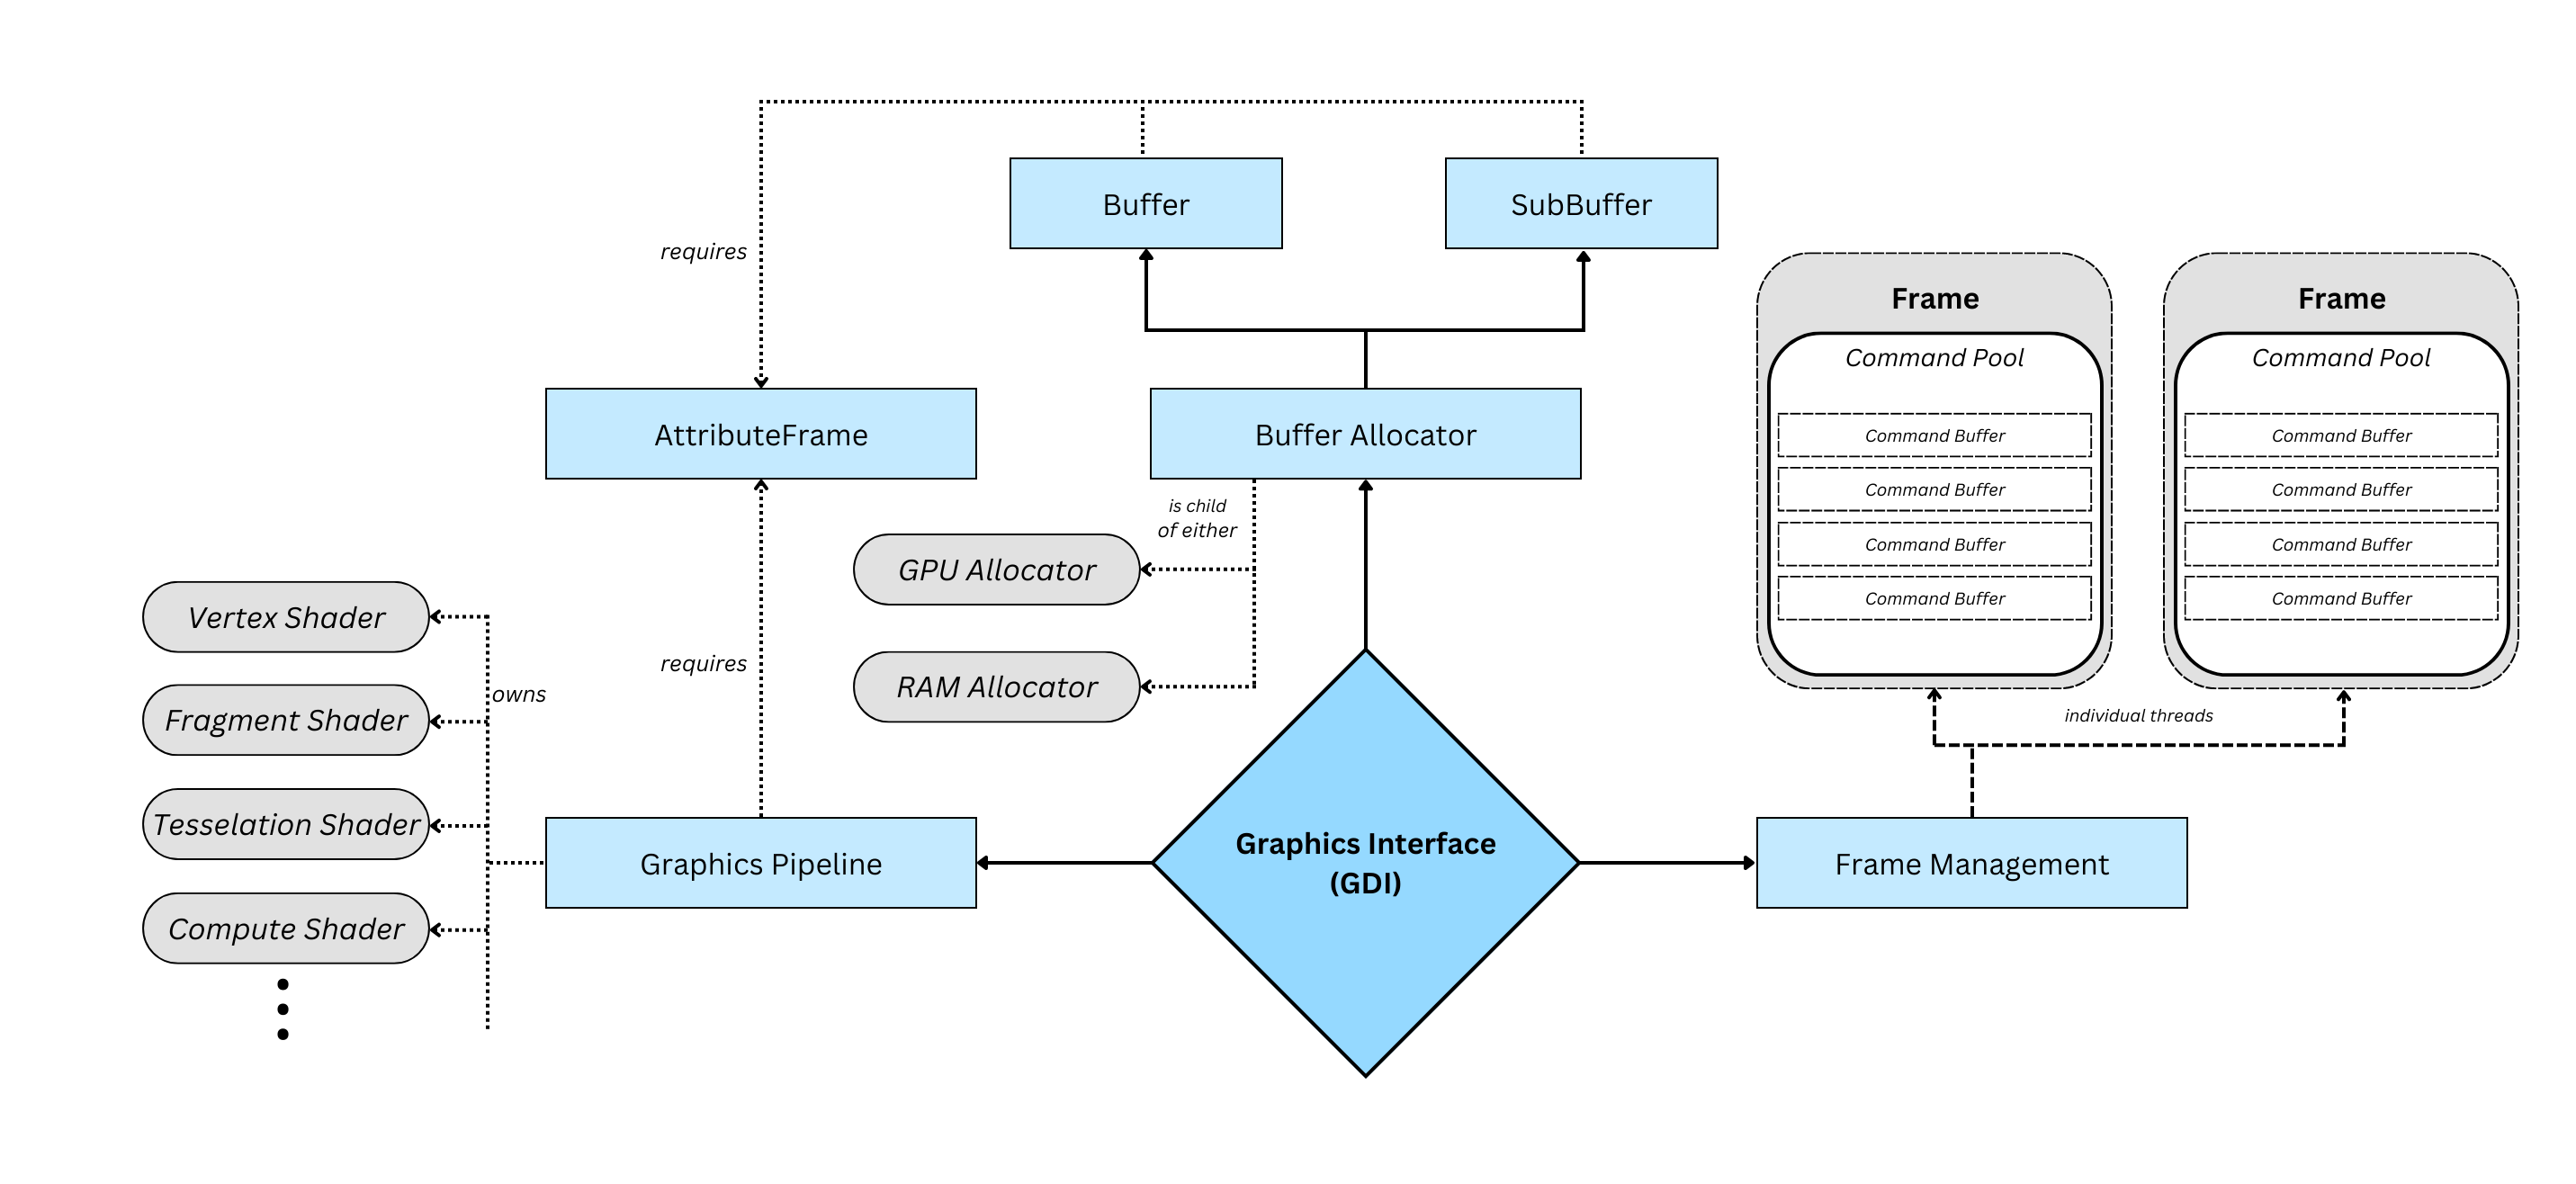 Buffer
SubBuffer
requires
Frame
Frame
Command Pool
Command Pool
AttributeFrame
Buffer Allocator
Command Buffer
Command Buffer
Command Buffer
Command Buffer
Command Buffer
Command Buffer
Command Buffer
Command Buffer
is child
of either
GPU Allocator
RAM Allocator
Vertex Shader
Fragment Shader
Tesselation Shader
Compute Shader
owns
requires
individual threads
Graphics Pipeline
Graphics Interface
(GDI)
Frame Management